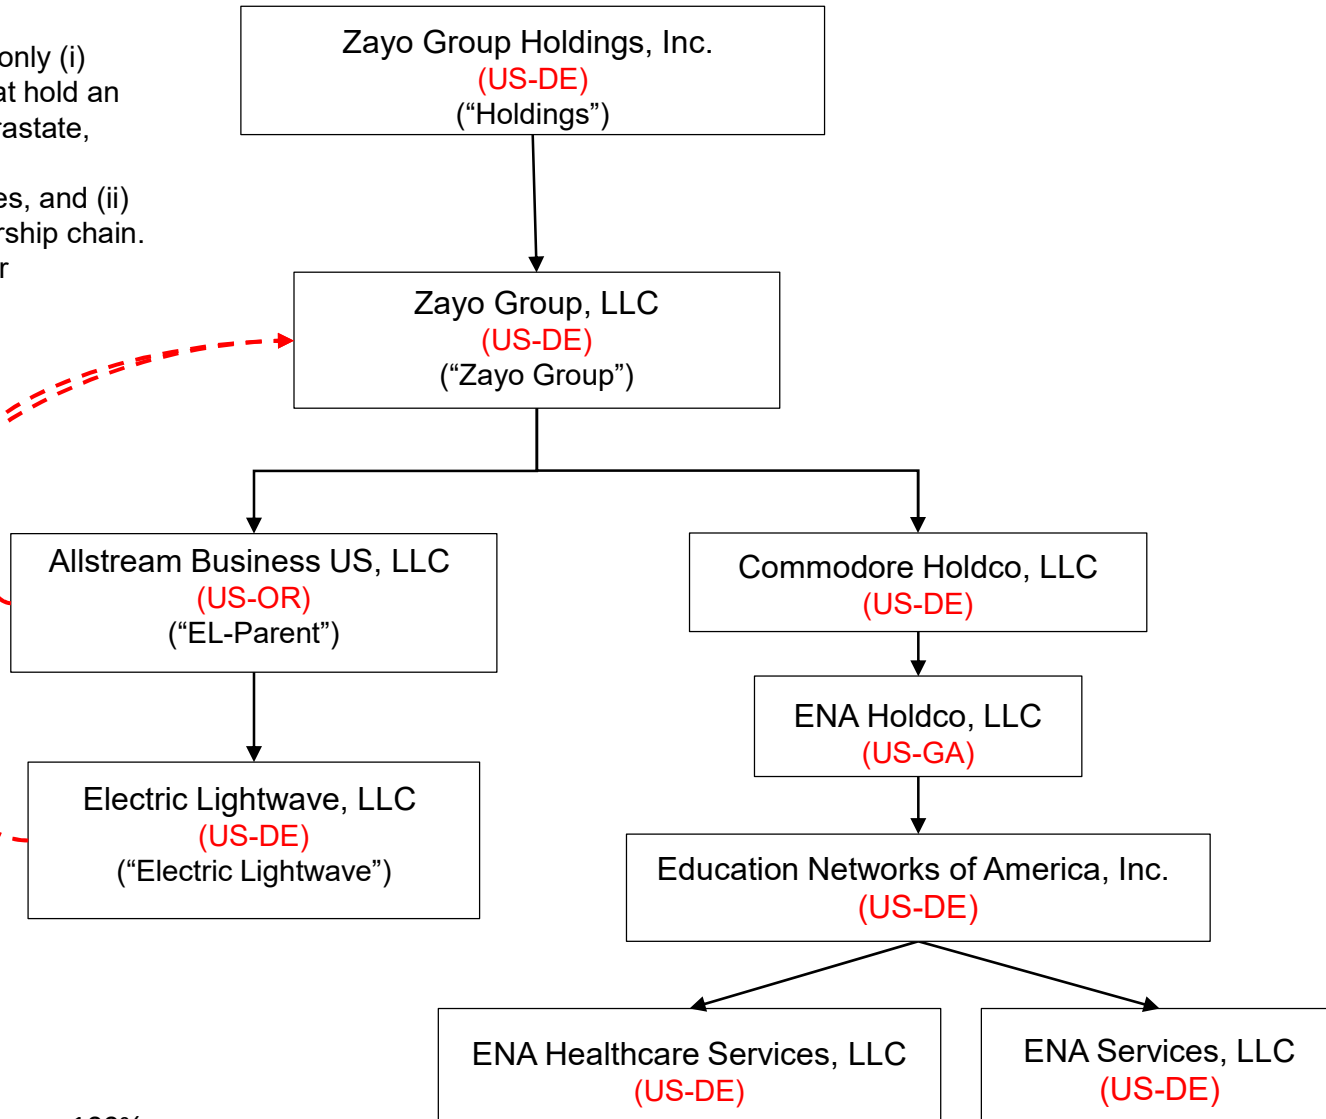 only (i)
at hold an
rastate,
es, and (ii)
rship chain.
r
Zayo Group Holdings, Inc.
(US-DE)
(“Holdings”)
Zayo Group, LLC
(US-DE)
(“Zayo Group”)
Allstream Business US, LLC
(US-OR)
(“EL-Parent”)
Commodore Holdco, LLC
(US-DE)
ENA Holdco, LLC
(US-GA)
Electric Lightwave, LLC
(US-DE)
(“Electric Lightwave”)
Education Networks of America, Inc.
(US-DE)
ENA Healthcare Services, LLC
(US-DE)
ENA Services, LLC
(US-DE)